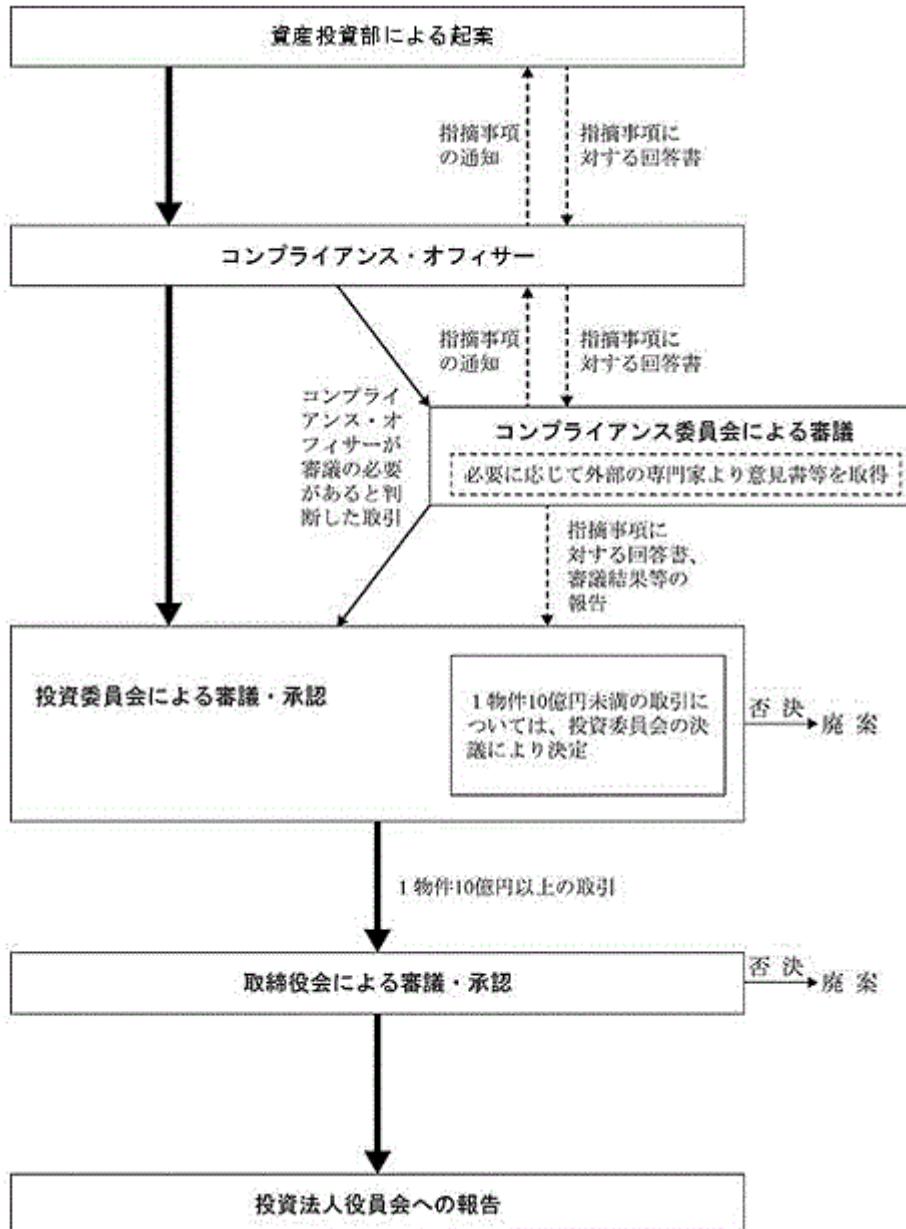 資産投資部による起案
指摘事項
の通知
指摘事項に
対する回答書
コンプライアンス・オフィサー
指摘事項
の通知
指摘事項に
対する回答書
コンプライ
アンス・オ
フィサーが
審議の必要
があると判
断した取引
コンプライアンス委員会による審議
必要に応じて外部の専門家より意見書等を取得
指摘事項に
対する回答書、
審議結果等の
報告
投資委員会による審議・承認
1物件10億円未満の取引に
ついては、投資委員会の決
議により決定
否決
廃案
1物件10億円以上の取引
取締役会による審議・承認
否決
廃案
投資法人役員会への報告